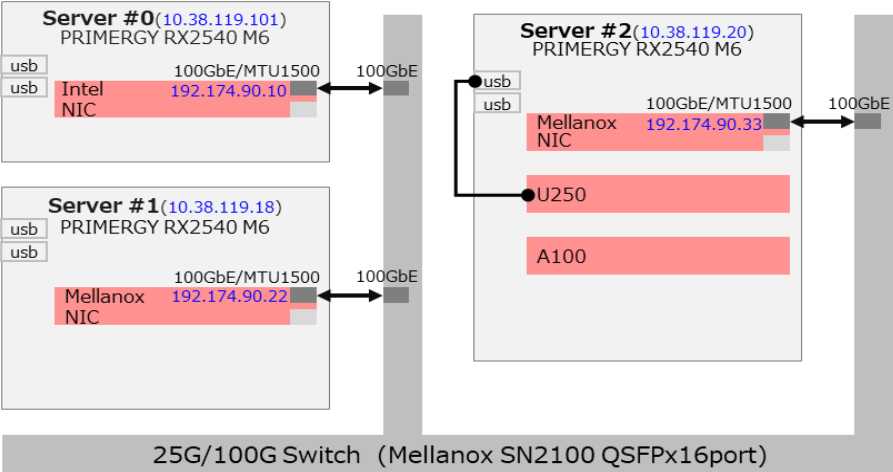 Server #0(10.38.119.101)
PRIMERGY RX2540 M6
usb
usb
100GbE/MTU1500
100GbE
Intel
NIC
192.174.90.10
Server #1(10.38.119.18)
PRIMERGY RX2540 M6
usb
usb
100GbE/MTU1500
100GbE
Mellanox
NIC
192.174.90.22
Server #2(10.38.119.20)
PRIMERGY RX2540 M6
usb
usb
100GbE/MTU1500
100GbE
Mellanox
NIC
192.174.90.33
U250
A100
25G/100G Switch (Mellanox SN2100 QSFPx16port)